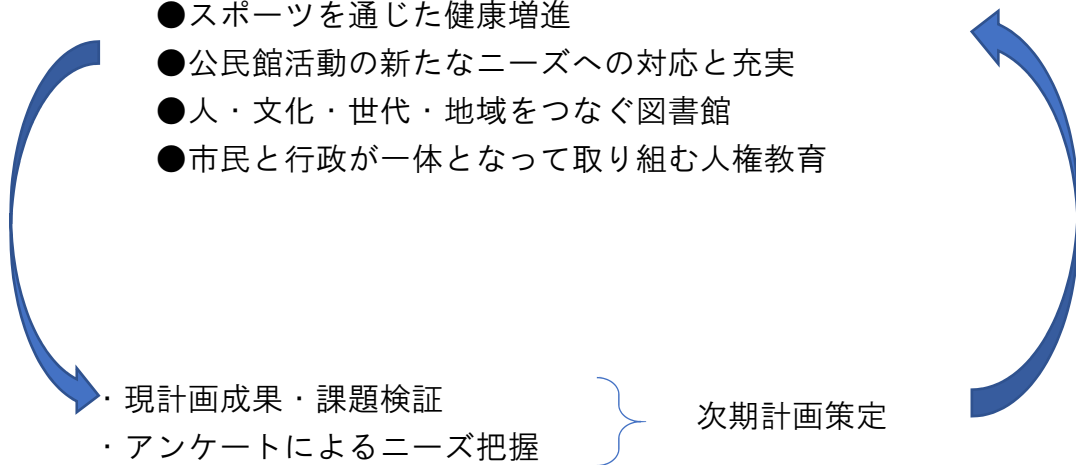 ●スポーツを通じた健康増進
●公民館活動の新たなニーズへの対応と充実
●人・文化・世代・地域をつなぐ図書館
●市民と行政が一体となって取り組む人権教育
・現計画成果・課題検証
・アンケートによるニーズ把握
次期計画策定